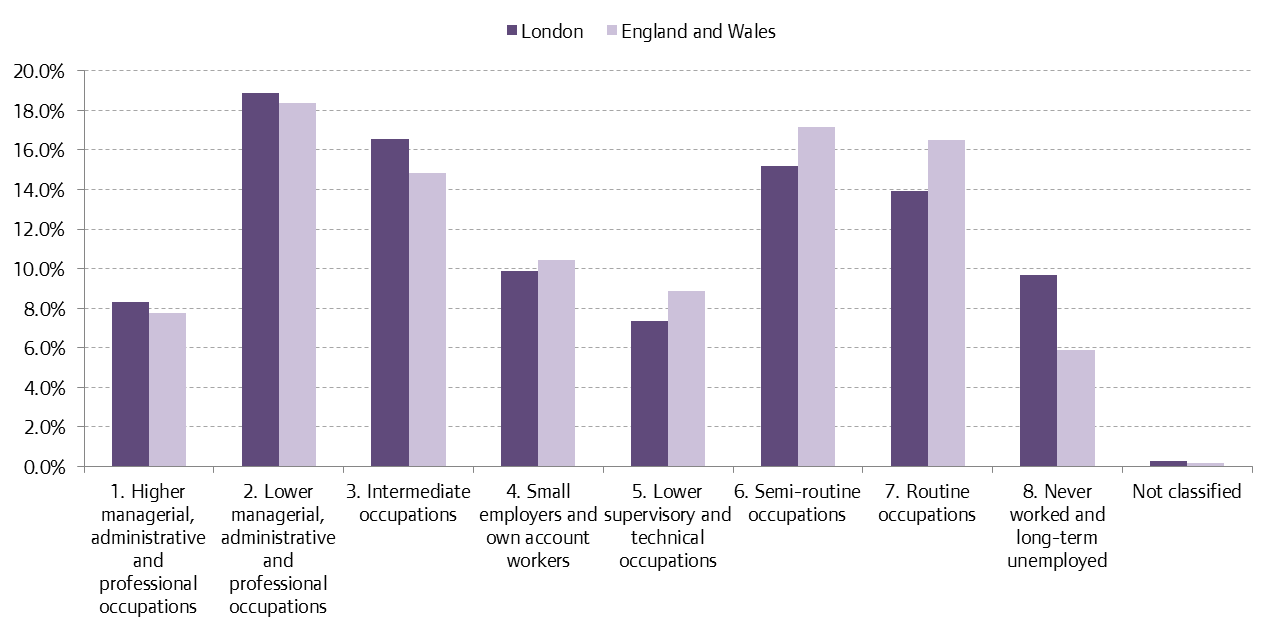 London England and Wales
20.0%
18.0%
16.0%
14.0%
12.0%
10.0%
8.0%
6.0%
4.0%
2.0%
0.0%
1. Higher
managerial,
administrative
and
professional
occupations
2. Lower
managerial,
administrative
and
professional
occupations
3. Intermediate
occupations
4. Small
employers and
own account
workers
5. Lower
supervisory and
technical
occupations
6. Semi-routine
occupations
7. Routine
occupations
8. Never
worked and
long-term
unemployed
Not classified